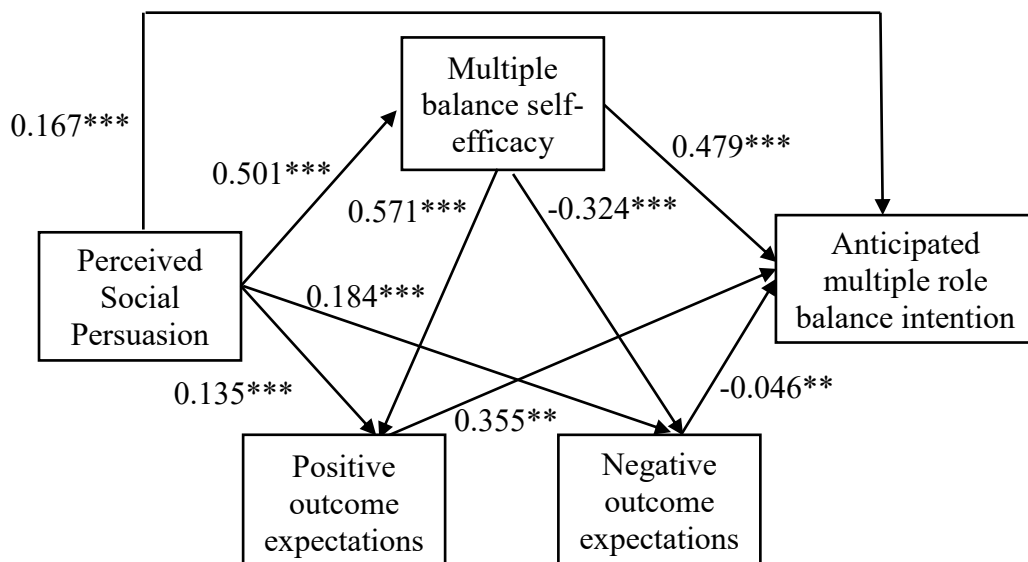 Multiple
balance self-
efficacy
0.167***
0.501***
0.479***
0.571***
-0.324***
Perceived
Social
Persuasion
Anticipated
multiple role
balance intention
0.184***
0.135***
0.355**
-0.046**
Positive
outcome
expectations
Negative
outcome
expectations